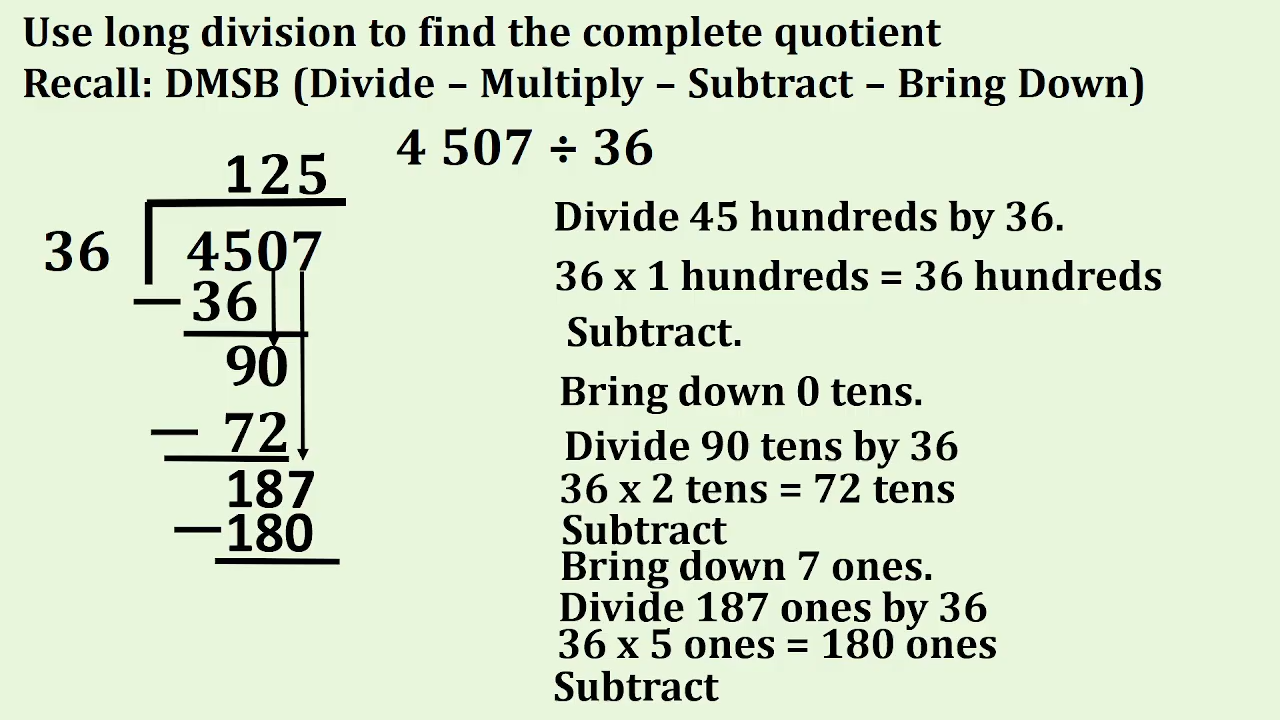 Use long division to find the complete quotient
Recall: DMSB (Divide – Multiply – Subtract – Bring Down)
4 507 ÷ 36
125
36 4507
— 36
90
— 72
187
— 180
Divide 45 hundreds by 36.
36 x 1 hundreds = 36 hundreds
Subtract.
Bring down 0 tens.
Divide 90 tens by 36
36 x 2 tens = 72 tens
Subtract
Bring down 7 ones.
Divide 187 ones by 36
36 x 5 ones = 180 ones
Subtract